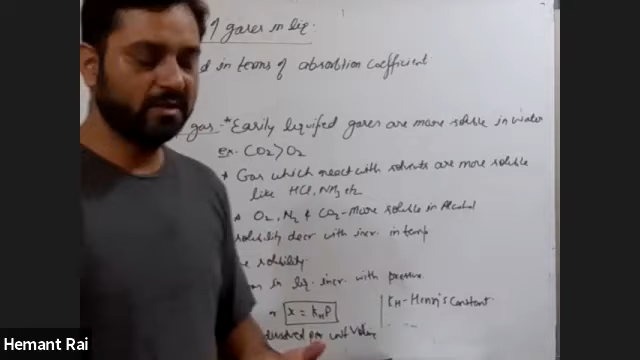 of gases in liq.
in terms of absorbtion coefficient
gas :- * Easily liquified gases are more soluble in water
ex. CO2 > O2
* Gas which react with solvents are more soluble
like HCl, NH3 etc
* O2, N2 & CO2 - More soluble in Alcohol
solubility decr with incr. in temp
solubility
in liq. incr. with pressure.
x = KHP
KH - Henry's Constant
dissolved per unit volume
Hemant Rai